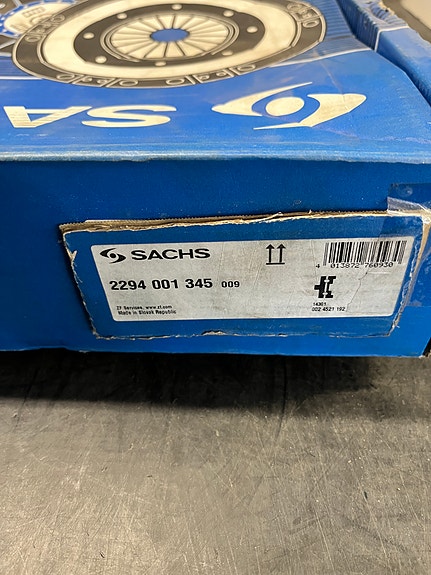 SA
SACHS
2294 001 345 009
ZF Services, www.zf.com
Made in Slovak Republic
4 013872 760930
14361
002 4521 192